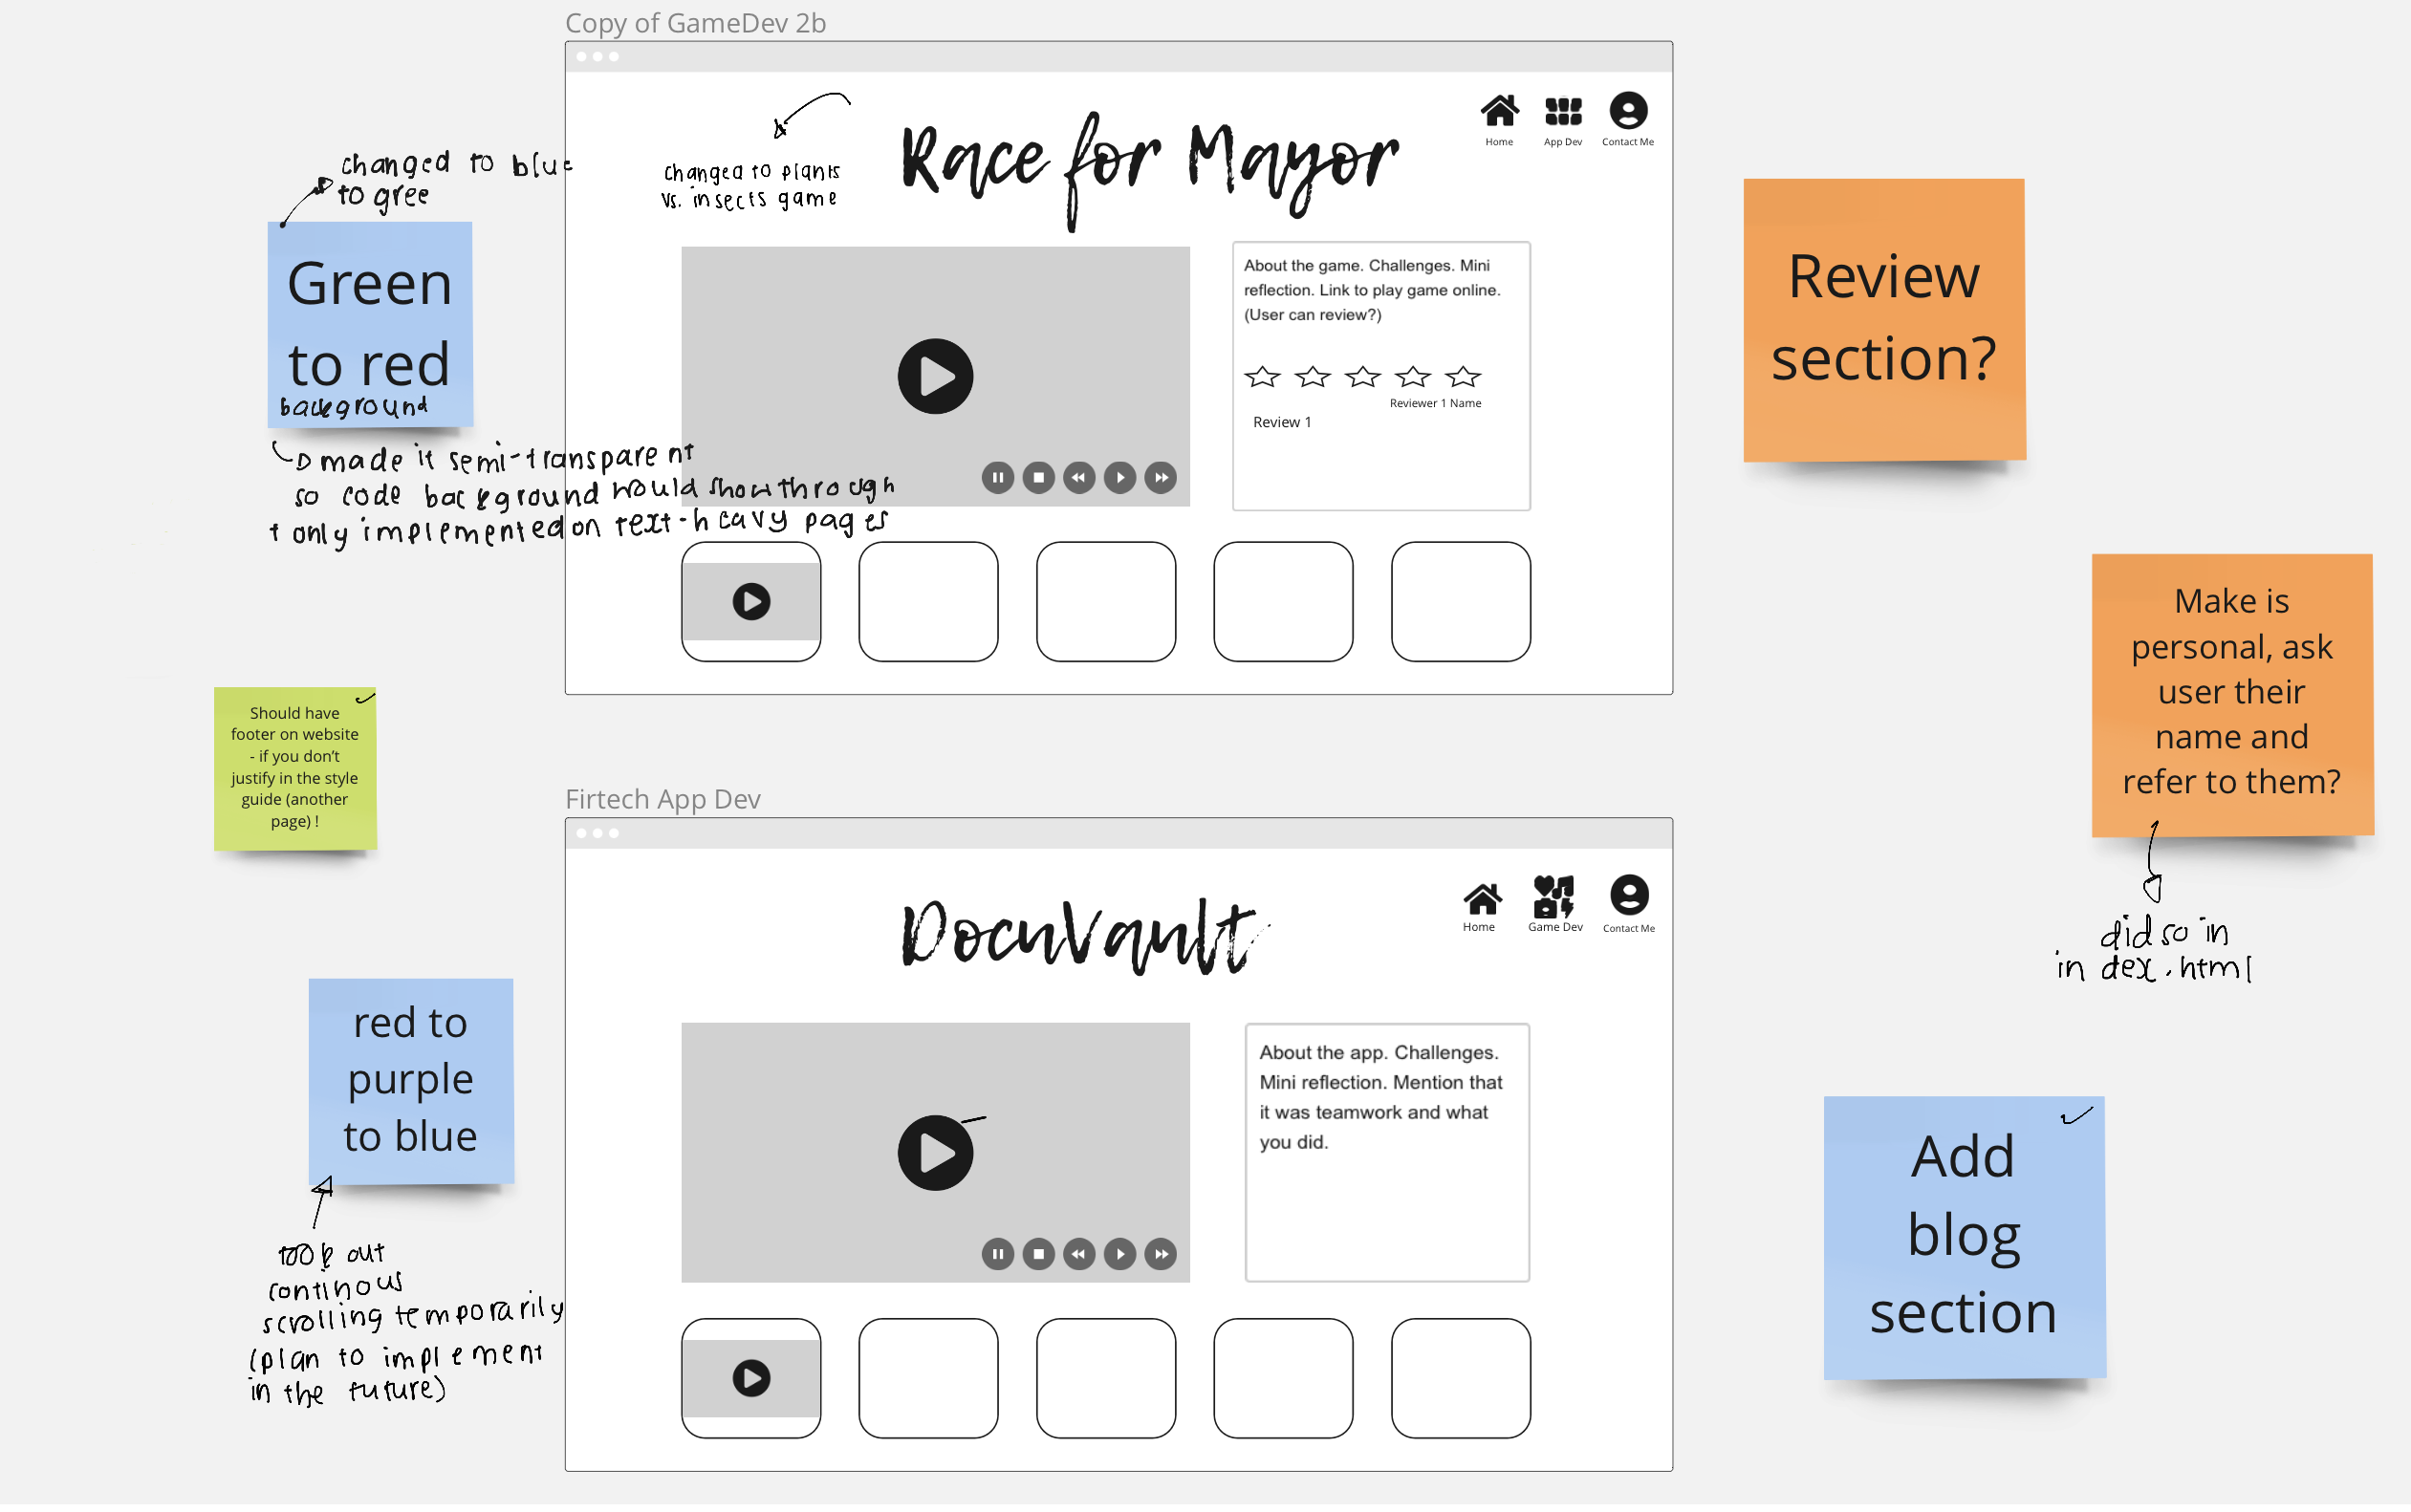 Copy of GameDev 2b
Race for Mayor
Home
App Dev
Contact Me
changed to plants
vs. insects game
changed to blue
to gree
Green
to red
background
made it semi-transparent
so code background would show through
+ only implemented on text-heavy pages
About the game. Challenges. Mini
reflection. Link to play game online.
(User can review?)
Reviewer 1 Name
Review 1
Review
section?
Make is
personal, ask
user their
name and
refer to them?
did so in
index.html
Should have
footer on website
- if you don't
justify in the style
guide (another
page) !
Firtech App Dev
DocuVault
Home
Game Dev
Contact Me
About the app. Challenges.
Mini reflection. Mention that
it was teamwork and what
you did.
red to
purple
to blue
took out
continous
scrolling temporarily
(plan to implement
in the future)
Add
blog
section